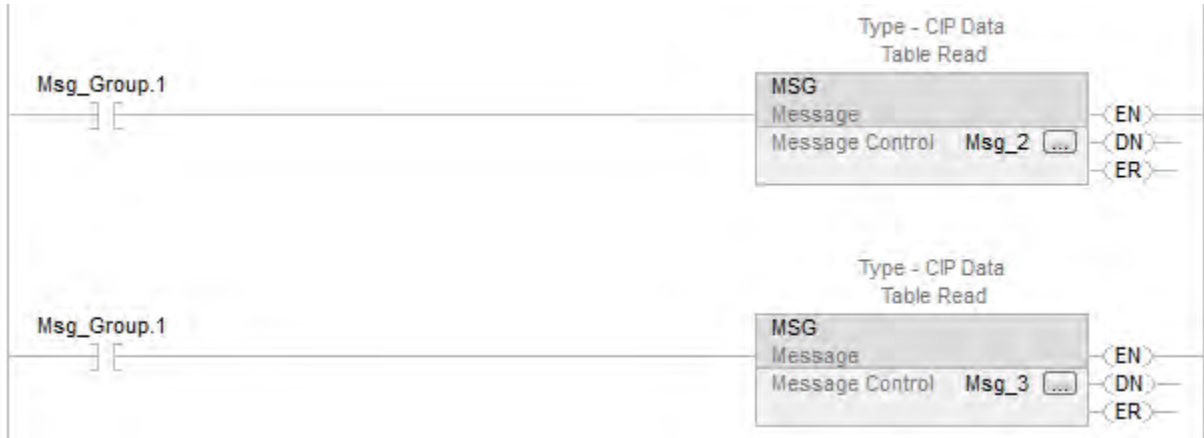 Type - CIP Data
Table Read
Msg_Group.1
MSG
Message
EN
Message Control Msg_2 ...
DN
ER
Type - CIP Data
Table Read
Msg_Group.1
MSG
Message
EN
Message Control Msg_3 ...
DN
ER